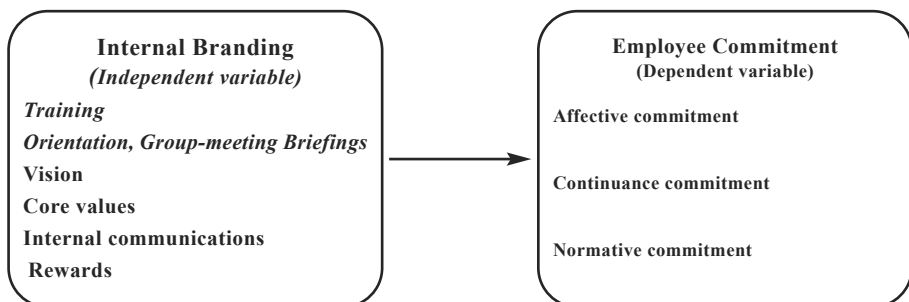 Internal Branding
(Independent variable)
Training
Orientation, Group-meeting Briefings
Vision
Core values
Internal communications
Rewards
Employee Commitment
(Dependent variable)
Affective commitment
Continuance commitment
Normative commitment